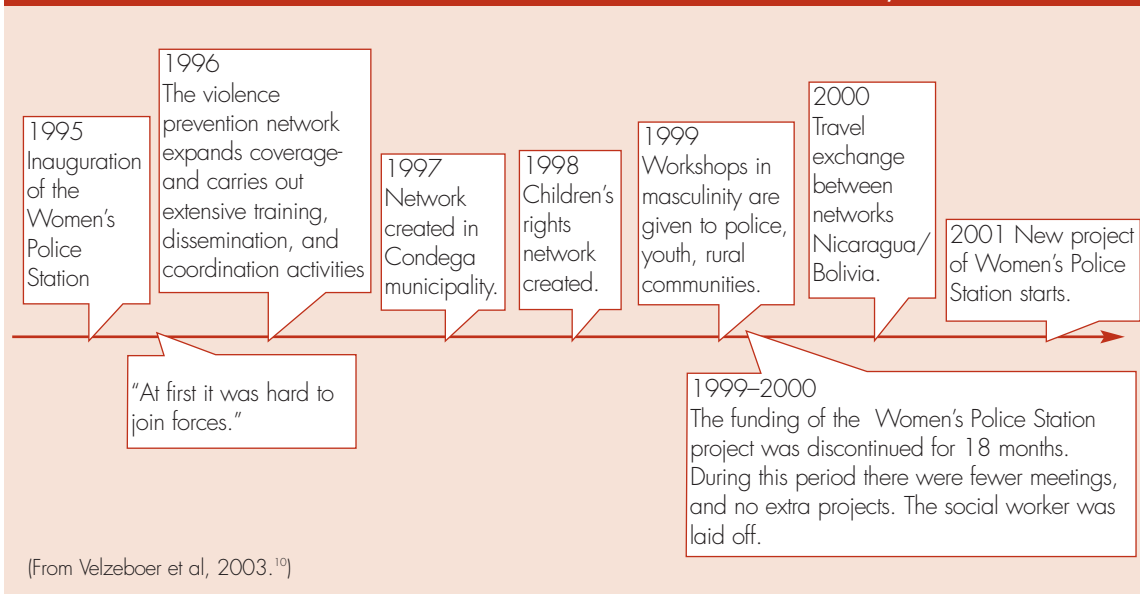 1995
Inauguration
of the
Women's
Police
Station
1996
The violence
prevention network
expands coverage-
and carries out
extensive training,
dissemination, and
coordination activities
1997
Network
created in
Condega
municipality.
1998
Children's
rights
network
created.
1999
Workshops in
masculinity are
given to police,
youth, rural
communities.
2000
Travel
exchange
between
networks
Nicaragua/
Bolivia.
2001 New project
of Women's Police
Station starts.
"At first it was hard to
join forces."
1999–2000
The funding of the Women's Police Station
project was discontinued for 18 months.
During this period there were fewer meetings,
and no extra projects. The social worker was
laid off.
(From Velzeboer et al, 2003.¹⁰)